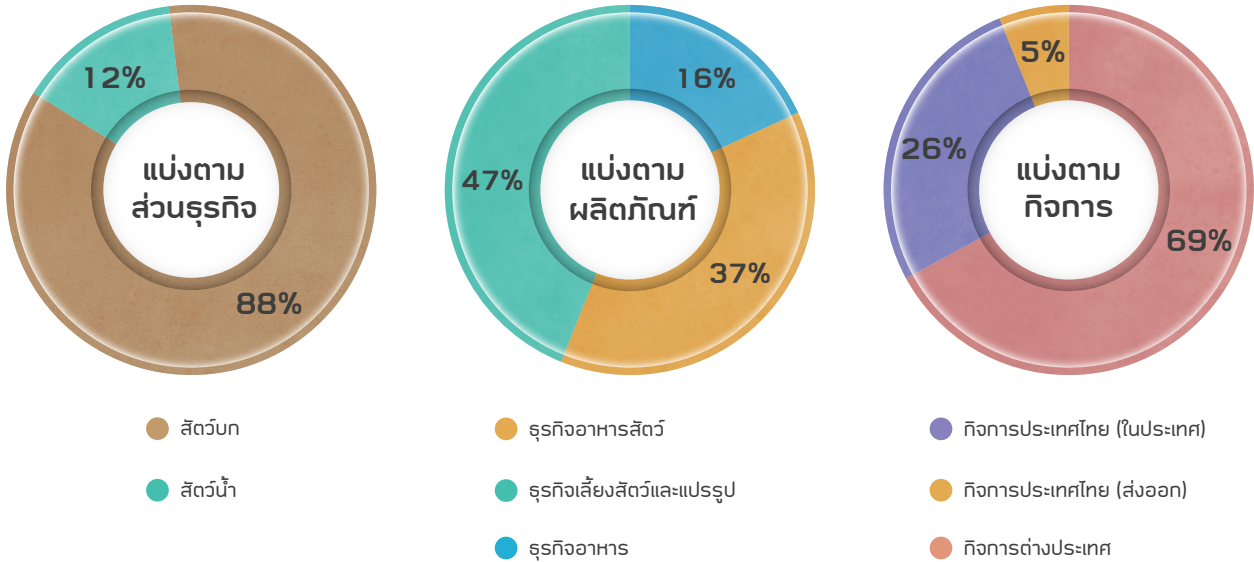 12%
แบ่งตาม
ส่วนธุรกิจ
88%
สัตว์บก
สัตว์น้ำ
16%
47%
แบ่งตาม
ผลิตภัณฑ์
37%
ธุรกิจอาหารสัตว์
ธุรกิจเลี้ยงสัตว์และแปรรูป
ธุรกิจอาหาร
5%
26%
แบ่งตาม
กิจการ
69%
กิจการประเทศไทย (ในประเทศ)
กิจการประเทศไทย (ส่งออก)
กิจการต่างประเทศ